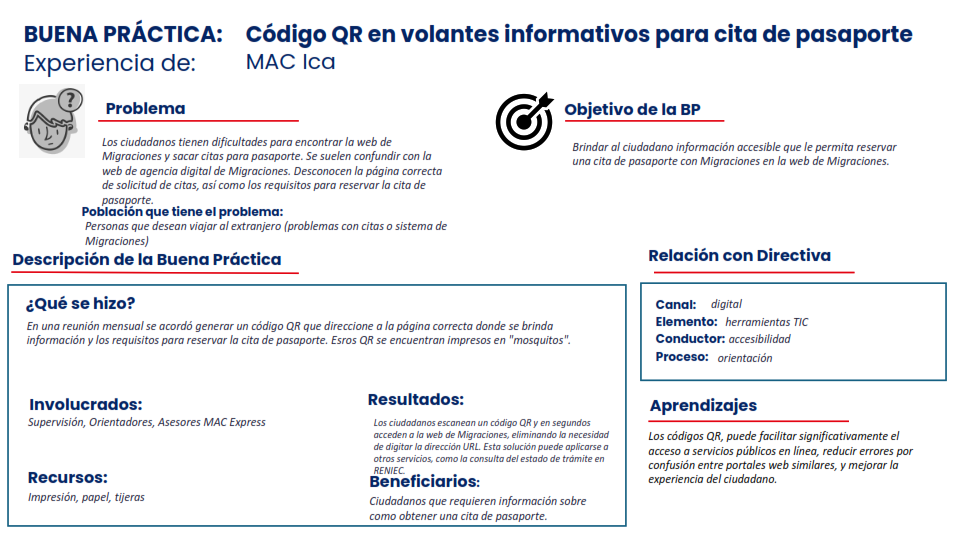 BUENA PRÁCTICA: Código QR en volantes informativos para cita de pasaporte
Experiencia de: MAC Ica
?
Problema
Los ciudadanos tienen dificultades para encontrar la web de
Migraciones y sacar citas para pasaporte. Se suelen confundir con la
web de agencia digital de Migraciones. Desconocen la página correcta
de solicitud de citas, así como los requisitos para reservar la cita de
pasaporte.
Población que tiene el problema:
Personas que desean viajar al extranjero (problemas con citas o sistema de
Migraciones)
Objetivo de la BP
Brindar al ciudadano información accesible que le permita reservar
una cita de pasaporte con Migraciones en la web de Migraciones.
Descripción de la Buena Práctica
¿Qué se hizo?
En una reunión mensual se acordó generar un código QR que direccione a la página correcta donde se brinda
información y los requisitos para reservar la cita de pasaporte. Esros QR se encuentran impresos en "mosquitos".
Involucrados:
Supervisión, Orientadores, Asesores MAC Express
Recursos:
Impresión, papel, tijeras
Resultados:
Los ciudadanos escanean un código QR y en segundos
acceden a la web de Migraciones, eliminando la necesidad
de digitar la dirección URL. Esta solución puede aplicarse a
otros servicios, como la consulta del estado de trámite en
RENIEC.
Beneficiarios:
Ciudadanos que requieren información sobre
como obtener una cita de pasaporte.
Relación con Directiva
Canal: digital
Elemento: herramientas TIC
Conductor: accesibilidad
Proceso: orientación
Aprendizajes
Los códigos QR, puede facilitar significativamente el
acceso a servicios públicos en línea, reducir errores por
confusión entre portales web similares, y mejorar la
experiencia del ciudadano.